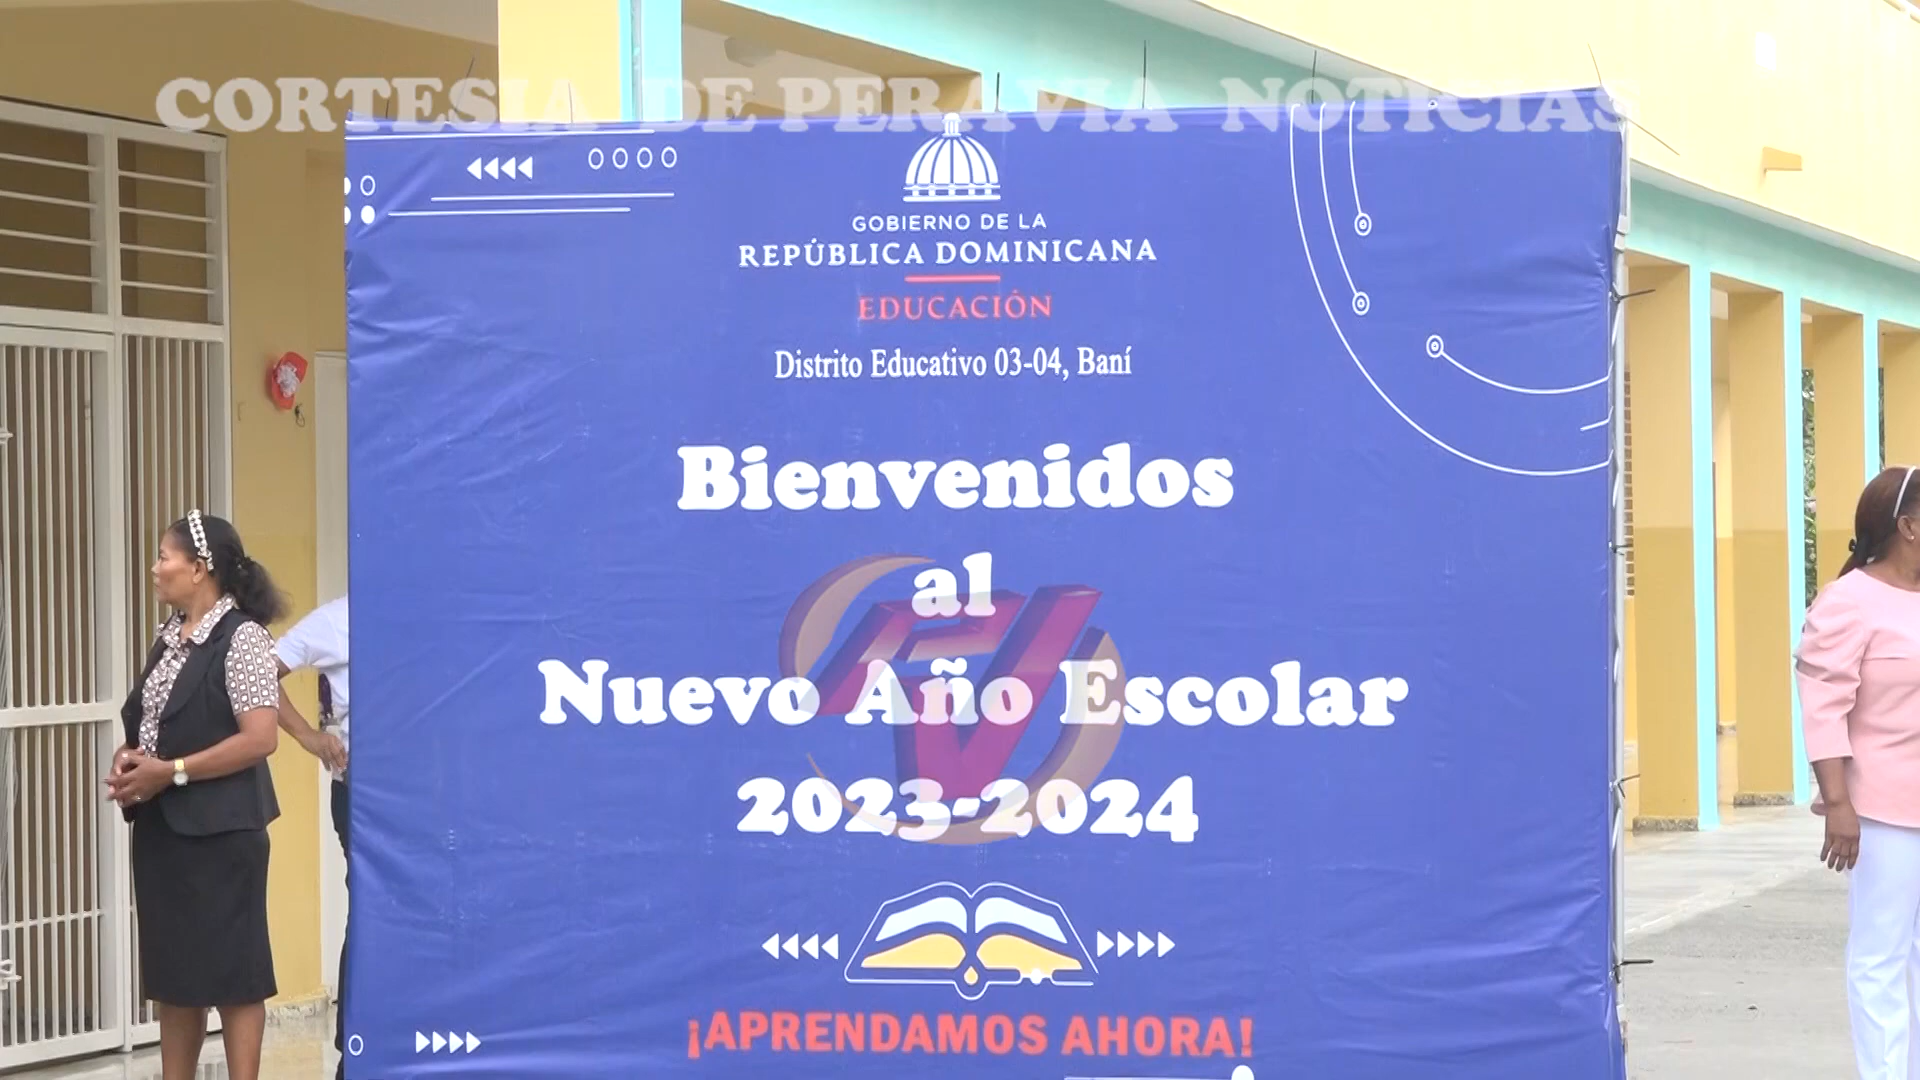 CORTESIA DE PERAVIA NOTICIAS
GOBIERNO DE LA
REPÚBLICA DOMINICANA
EDUCACIÓN
Distrito Educativo 03-04, Baní
Bienvenidos
al
Nuevo Año Escolar
2023-2024
¡APRENDAMOS AHORA!